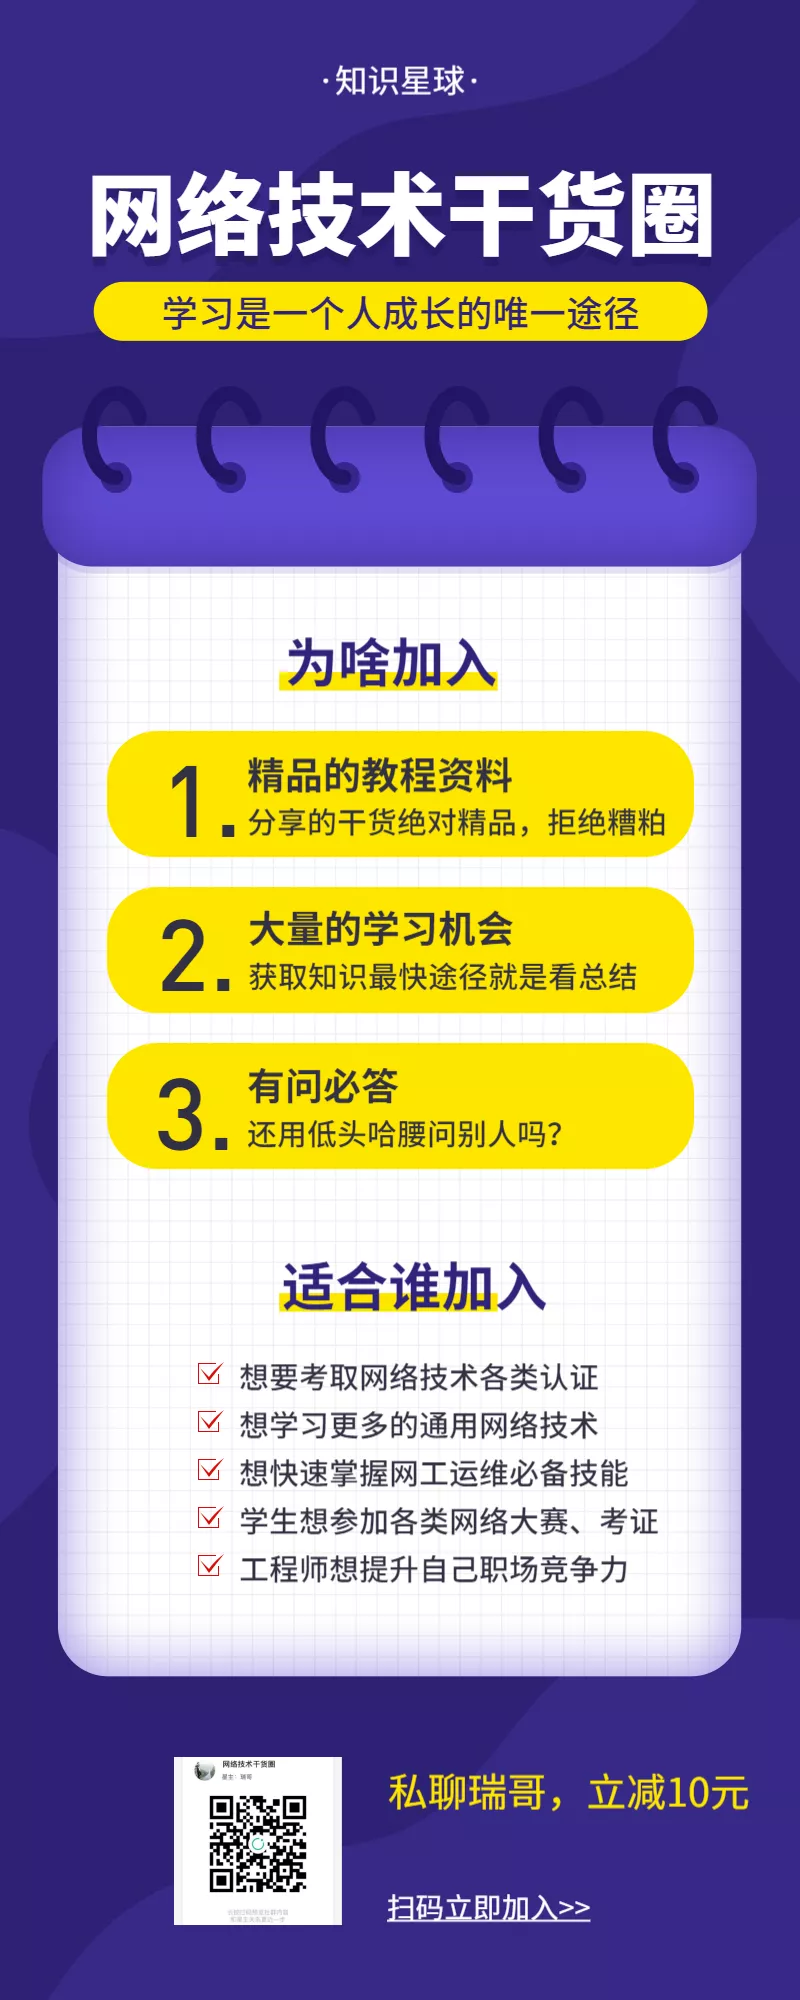 ·知识星球·
网络技术干货圈
学习是一个人成长的唯一途径
为啥加入
1.
精品的教程资料
分享的干货绝对精品，拒绝糟粕
2.
大量的学习机会
获取知识最快途径就是看总结
3.
有问必答
还用低头哈腰问别人吗？
适合谁加入
想要考取网络技术各类认证
想学习更多的通用网络技术
想快速掌握网工运维必备技能
学生想参加各类网络大赛、考证
工程师想提升自己职场竞争力
网络技术干货圈
星主：瑞哥
私聊瑞哥，立减10元
扫码立即加入>>